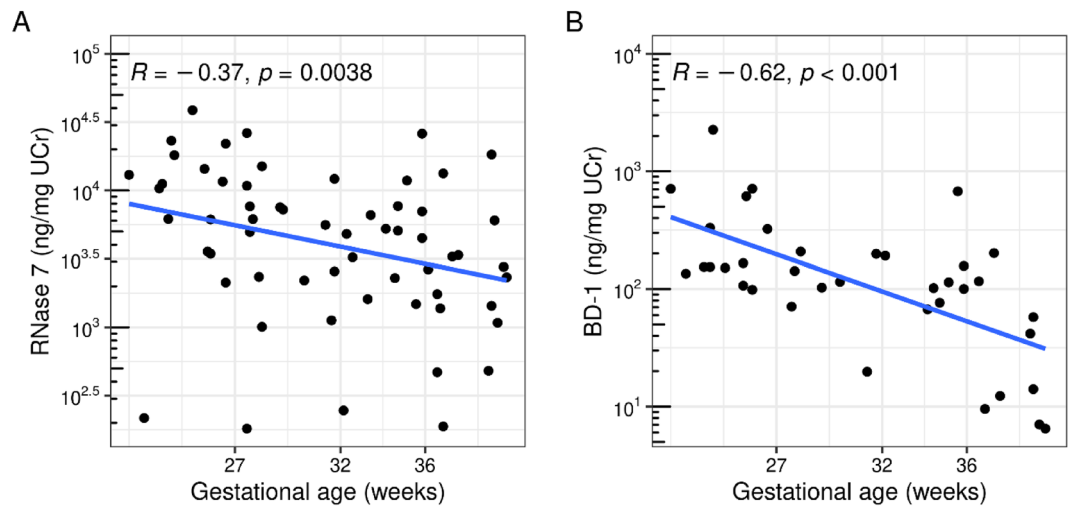 A
B
R = −0.37, p = 0.0038
R = −0.62, p < 0.001
RNase 7 (ng/mg UCr)
10^5
10^4.5
10^4
10^3.5
10^3
10^2.5
27 32 36
Gestational age (weeks)
BD-1 (ng/mg UCr)
10^4
10^3
10^2
10^1
27 32 36
Gestational age (weeks)